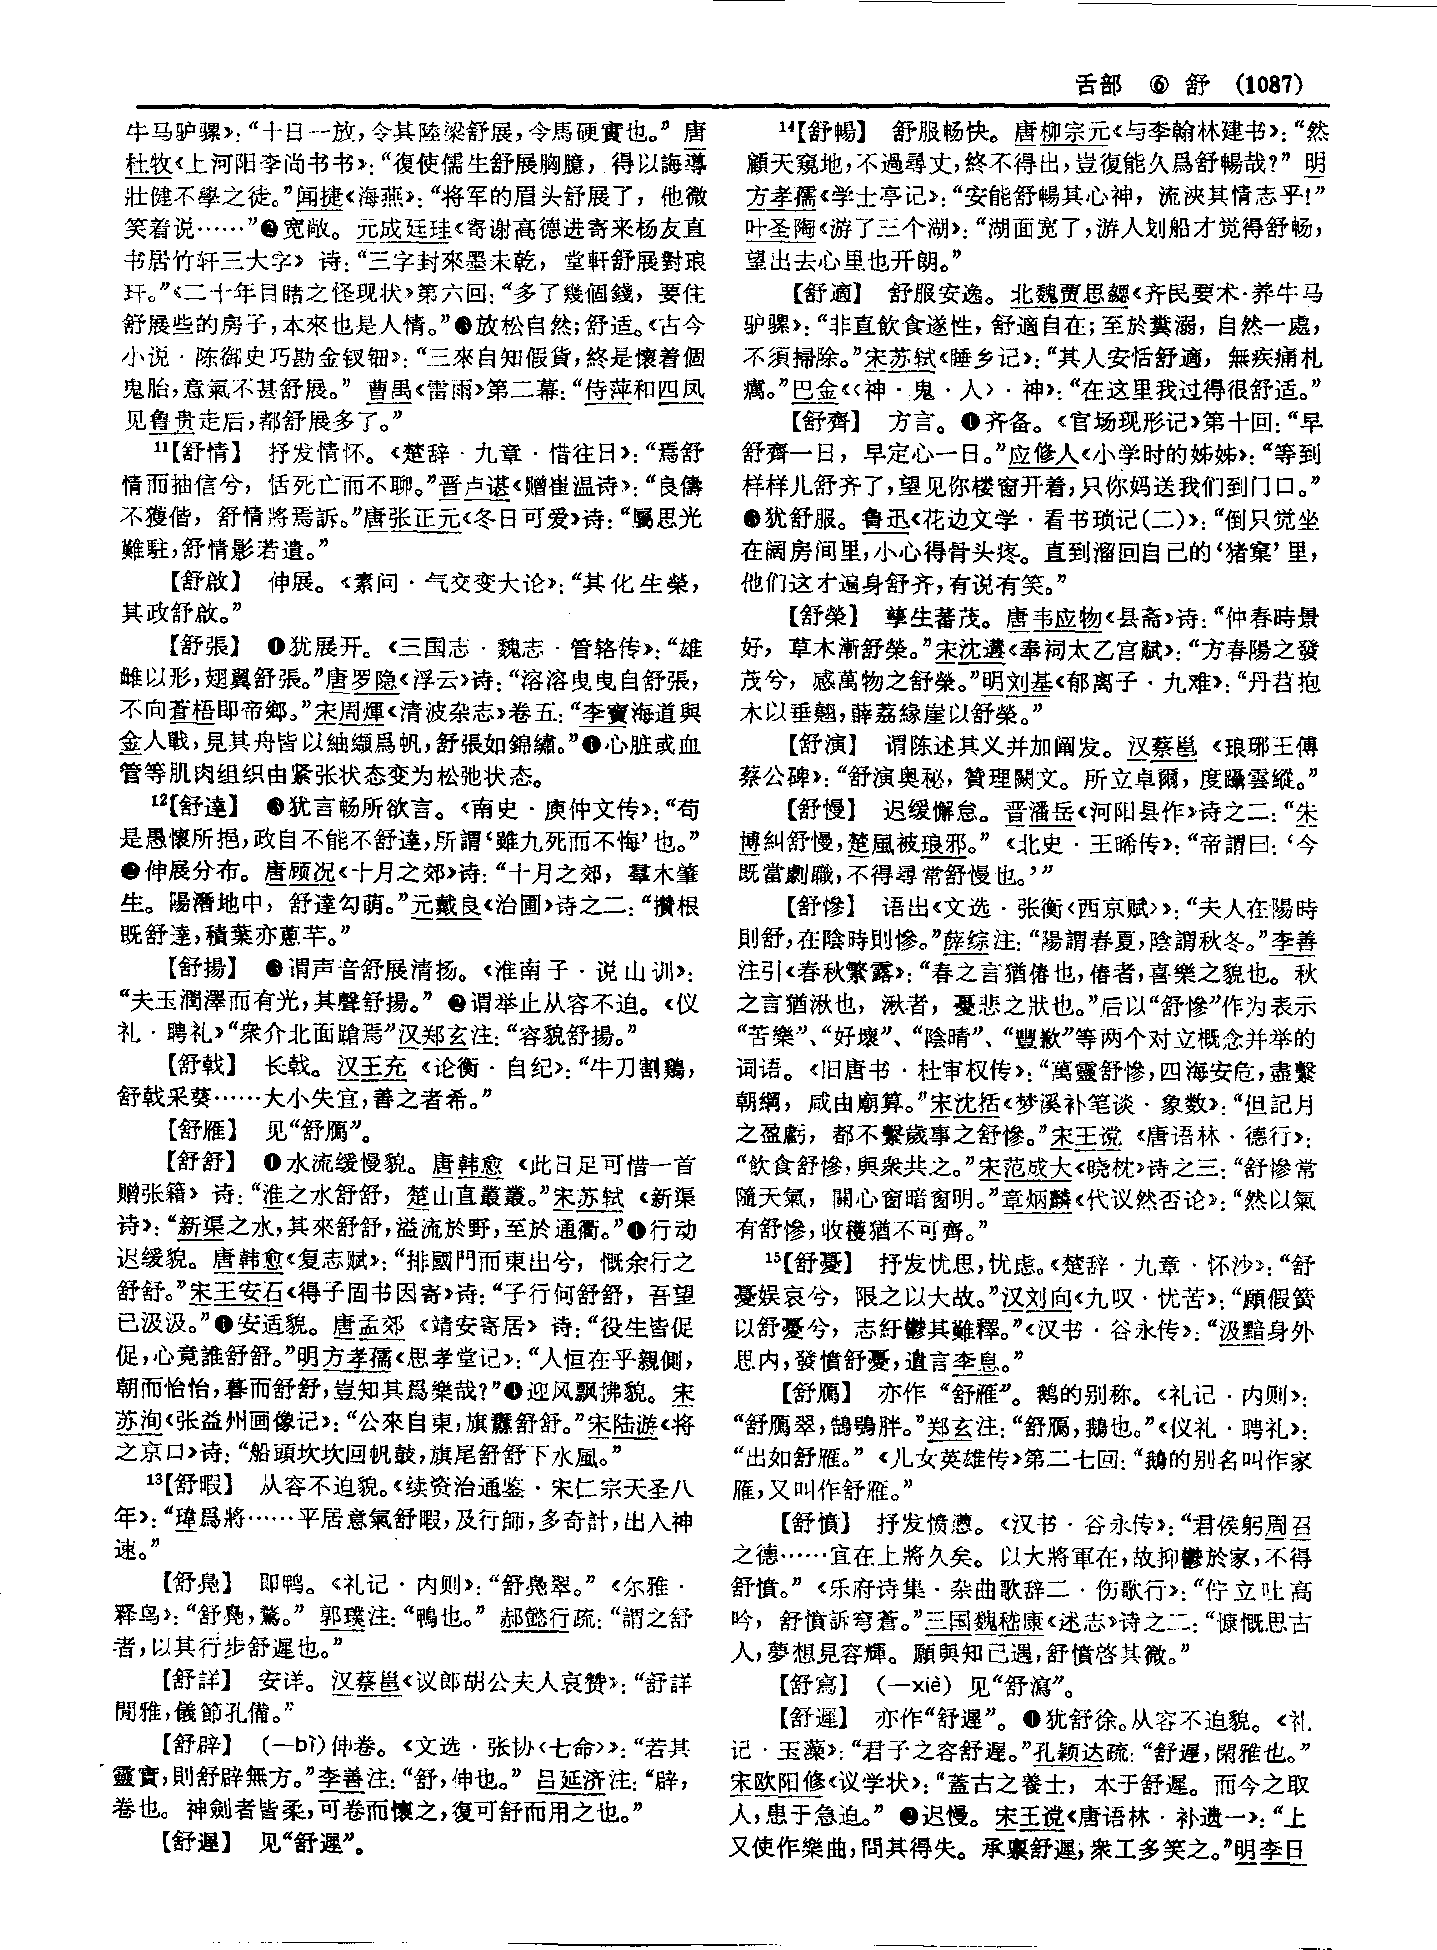 舌部 ⑥ 舒 (1087)
牛马驴骡》：“十日一放，令其陸梁舒展，令馬硬實也。” 唐
杜牧《上河阳李尚书书》：“復使儒生舒展胸臆，得以誨導
壯健不學之徒。”闻捷《海燕》：“将军的眉头舒展了，他微
笑着说……”❷宽敞。元成廷珪《寄谢高德进寄来杨友直
书居竹轩三大字》诗：“三字封來墨未乾，堂軒舒展對琅
玕。”《二十年目睹之怪现状》第六回：“多了幾個錢，要住
舒展些的房子，本來也是人情。”❸放松自然；舒适。《古今
小说·陈御史巧勘金钗钿》：“三來自知假貨，終是懷着個
鬼胎，意氣不甚舒展。” 曹禺《雷雨》第二幕：“侍萍和四凤
见鲁贵走后，都舒展多了。”
11【舒情】 抒发情怀。《楚辞·九章·惜往日》：“焉舒
情而抽信兮，恬死亡而不聊。”晋卢谌《赠崔温诗》：“良儔
不獲偕，舒情將焉訴。”唐张正元《冬日可爱》诗：“屬思光
難駐，舒情影若遺。”
【舒啟】 伸展。《素问·气交变大论》：“其化生榮，
其政舒啟。”
【舒張】 ❶犹展开。《三国志·魏志·管辂传》：“雄
雌以形，翅翼舒張。”唐罗隐《浮云》诗：“溶溶曳曳自舒張，
不向蒼梧即帝鄉。”宋周煇《清波杂志》卷五：“李寶海道與
金人戰，見其舟皆以紬纈爲帆，舒張如錦繡。”❷心脏或血
管等肌肉组织由紧张状态变为松弛状态。
12【舒達】 ❶犹言畅所欲言。《南史·庾仲文传》：“苟
是愚懷所挹，政自不能不舒達，所謂‘雖九死而不悔’也。”
❷伸展分布。唐顾况《十月之郊》诗：“十月之郊，羣木肇
生。陽潛地中，舒達勾萌。”元戴良《治圃》诗之二：“攢根
既舒達，積葉亦蔥芊。”
【舒揚】 ❶谓声音舒展清扬。《淮南子·说山训》：
“夫玉潤澤而有光，其聲舒揚。” ❷谓举止从容不迫。《仪
礼·聘礼》“衆介北面蹌焉”汉郑玄注：“容貌舒揚。”
【舒戟】 长戟。汉王充《论衡·自纪》：“牛刀割鷄，
舒戟采葵……大小失宜，善之者希。”
【舒雁】 见“舒鴈”。
【舒舒】 ❶水流缓慢貌。唐韩愈《此日足可惜一首
赠张籍》诗：“淮之水舒舒，楚山直叢叢。”宋苏轼《新渠
诗》：“新渠之水，其來舒舒，溢流於野，至於通衢。”❷行动
迟缓貌。唐韩愈《复志赋》：“排國門而東出兮，慨余行之
舒舒。”宋王安石《得子固书因寄》诗：“子行何舒舒，吾望
已汲汲。”❸安适貌。唐孟郊《靖安寄居》诗：“役生皆促
促，心竟誰舒舒。”明方孝孺《思孝堂记》：“人恒在乎親側，
朝而怡怡，暮而舒舒，豈知其爲樂哉？”❹迎风飘拂貌。宋
苏洵《张益州画像记》：“公來自東，旗纛舒舒。”宋陆游《将
之京口》诗：“船頭坎坎回帆鼓，旗尾舒舒下水風。”
13【舒暇】 从容不迫貌。《续资治通鉴·宋仁宗天圣八
年》：“瑋爲將……平居意氣舒暇，及行師，多奇計，出入神
速。”
【舒鳧】 即鸭。《礼记·内则》：“舒鳧翠。”《尔雅·
释鸟》：“舒鳧，鶩。” 郭璞注：“鴨也。” 郝懿行疏：“謂之舒
者，以其行步舒遲也。”
【舒詳】 安详。汉蔡邕《议郎胡公夫人哀赞》：“舒詳
閒雅，儀節孔備。”
【舒辟】 （—bì）伸卷。《文选·张协〈七命〉》：“若其
靈寶，則舒辟無方。”李善注：“舒，伸也。” 吕延济注：“辟，
卷也。神劍者皆柔，可卷而懷之，復可舒而用之也。”
【舒遲】 见“舒遟”。
14【舒暢】 舒服畅快。唐柳宗元《与李翰林建书》：“然
顧天窺地，不過尋丈，終不得出，豈復能久爲舒暢哉？” 明
方孝孺《学士亭记》：“安能舒暢其心神，流浹其情志乎！”
叶圣陶《游了三个湖》：“湖面宽了，游人划船才觉得舒畅，
望出去心里也开朗。”
【舒適】 舒服安逸。北魏贾思勰《齐民要术·养牛马
驴骡》：“非直飲食遂性，舒適自在；至於糞溺，自然一處，
不須掃除。”宋苏轼《睡乡记》：“其人安恬舒適，無疾痛札
癘。”巴金《〈神·鬼·人〉·神》：“在这里我过得很舒适。”
【舒齊】 方言。❶齐备。《官场现形记》第十回：“早
舒齊一日，早定心一日。”应修人《小学时的姊姊》：“等到
样样儿舒齐了，望见你楼窗开着，只你妈送我们到门口。”
❷犹舒服。鲁迅《花边文学·看书琐记（二）》：“倒只觉坐
在阔房间里，小心得骨头疼。直到溜回自己的‘猪窠’里，
他们这才遍身舒齐，有说有笑。”
【舒榮】 孳生蕃茂。唐韦应物《县斋》诗：“仲春時景
好，草木漸舒榮。”宋沈遘《奉祠太乙宫赋》：“方春陽之發
茂兮，感萬物之舒榮。”明刘基《郁离子·九难》：“丹苕抱
木以垂翹，薜荔緣崖以舒榮。”
【舒演】 谓陈述其义并加阐发。汉蔡邕《琅邪王傅
蔡公碑》：“舒演奥秘，贊理闕文。所立卓爾，度躡雲縱。”
【舒慢】 迟缓懈怠。晋潘岳《河阳县作》诗之二：“朱
博糾舒慢，楚風被琅邪。” 《北史·王晞传》：“帝謂曰：‘今
既當劇職，不得尋常舒慢也。’”
【舒慘】 语出《文选·张衡〈西京赋〉》：“夫人在陽時
則舒，在陰時則慘。”薛综注：“陽謂春夏，陰謂秋冬。”李善
注引《春秋繁露》：“春之言猶偆也，偆者，喜樂之貌也。秋
之言猶湫也，湫者，憂悲之狀也。”后以“舒慘”作为表示
“苦樂”、“好壞”、“陰晴”、“豐歉”等两个对立概念并举的
词语。《旧唐书·杜审权传》：“萬靈舒慘，四海安危，盡繫
朝綱，咸由廟算。”宋沈括《梦溪补笔谈·象数》：“但記月
之盈虧，都不繫歲事之舒慘。”宋王谠《唐语林·德行》：
“飲食舒慘，與衆共之。”宋范成大《晓枕》诗之三：“舒慘常
隨天氣，關心窗暗窗明。”章炳麟《代议然否论》：“然以氣
有舒慘，收穫猶不可齊。”
15【舒憂】 抒发忧思，忧虑。《楚辞·九章·怀沙》：“舒
憂娱哀兮，限之以大故。”汉刘向《九叹·忧苦》：“願假簧
以舒憂兮，志紆鬱其難釋。”《汉书·谷永传》：“汲黯身外
思内，發憤舒憂，遺言李息。”
【舒鴈】 亦作“舒雁”。鹅的别称。《礼记·内则》：
“舒鴈翠，鵠鴞胖。”郑玄注：“舒鴈，鵝也。”《仪礼·聘礼》：
“出如舒雁。” 《儿女英雄传》第二七回：“鵝的别名叫作家
雁，又叫作舒雁。”
【舒憤】 抒发愤懑。《汉书·谷永传》：“君侯躬周召
之德……宜在上將久矣。以大將軍在，故抑鬱於家，不得
舒憤。” 《乐府诗集·杂曲歌辞二·伤歌行》：“佇立吐高
吟，舒憤訴穹蒼。”三国魏嵇康《述志》诗之二：“慷慨思古
人，夢想見容輝。願與知己遇，舒憤啓其微。”
【舒寫】 （—xiè）见“舒瀉”。
【舒遟】 亦作“舒遲”。❶犹舒徐。从容不迫貌。《礼
记·玉藻》：“君子之容舒遟。”孔颖达疏：“舒遟，閑雅也。”
宋欧阳修《议学状》：“蓋古之養士，本于舒遲。而今之取
人，患于急迫。” ❷迟慢。宋王谠《唐语林·补遗一》：“上
又使作樂曲，問其得失。承稟舒遲，衆工多笑之。”明李日